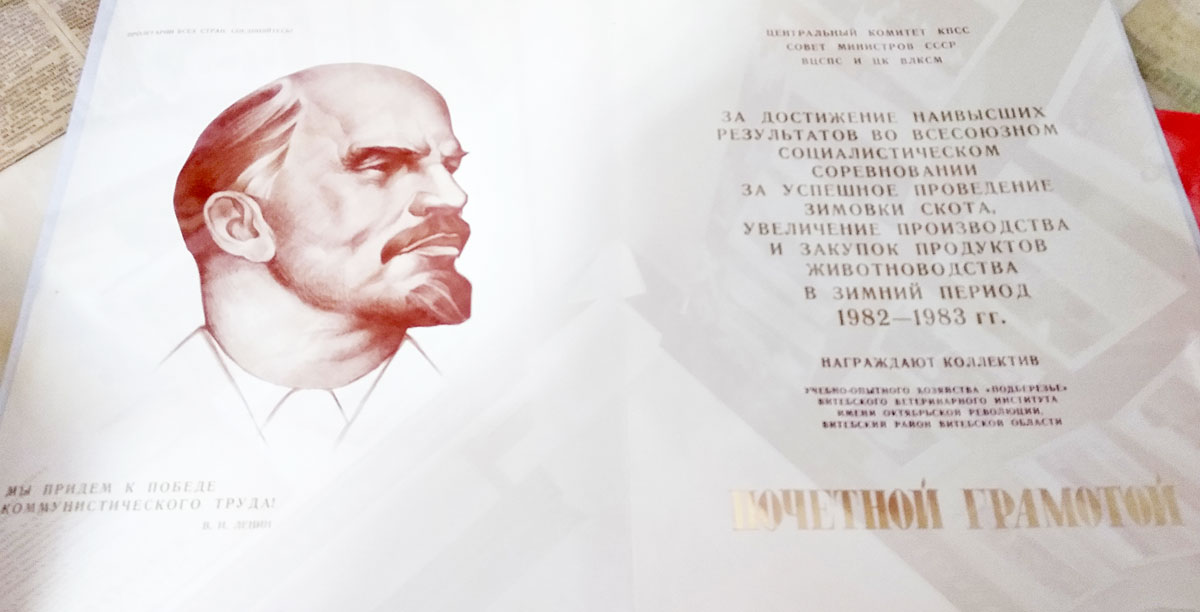 ПРОЛЕТАРИИ ВСЕХ СТРАН, СОЕДИНЯЙТЕСЬ!
МЫ ПРИДЕМ К ПОБЕДЕ
КОММУНИСТИЧЕСКОГО ТРУДА!
В. И. ЛЕНИН
ЦЕНТРАЛЬНЫЙ КОМИТЕТ КПСС
СОВЕТ МИНИСТРОВ СССР
ВЦСПС И ЦК ВЛКСМ
ЗА ДОСТИЖЕНИЕ НАИВЫСШИХ
РЕЗУЛЬТАТОВ ВО ВСЕСОЮЗНОМ
СОЦИАЛИСТИЧЕСКОМ
СОРЕВНОВАНИИ
ЗА УСПЕШНОЕ ПРОВЕДЕНИЕ
ЗИМОВКИ СКОТА,
УВЕЛИЧЕНИЕ ПРОИЗВОДСТВА
И ЗАКУПОК ПРОДУКТОВ
ЖИВОТНОВОДСТВА
В ЗИМНИЙ ПЕРИОД
1982—1983 гг.
НАГРАЖДАЮТ КОЛЛЕКТИВ
УЧЕБНО-ОПЫТНОГО ХОЗЯЙСТВА «ПОДБЕРЕЗЬЕ»
ВИТЕБСКОГО ВЕТЕРИНАРНОГО ИНСТИТУТА
ИМЕНИ ОКТЯБРЬСКОЙ РЕВОЛЮЦИИ,
ВИТЕБСКИЙ РАЙОН ВИТЕБСКОЙ ОБЛАСТИ
ПОЧЕТНОЙ ГРАМОТОЙ